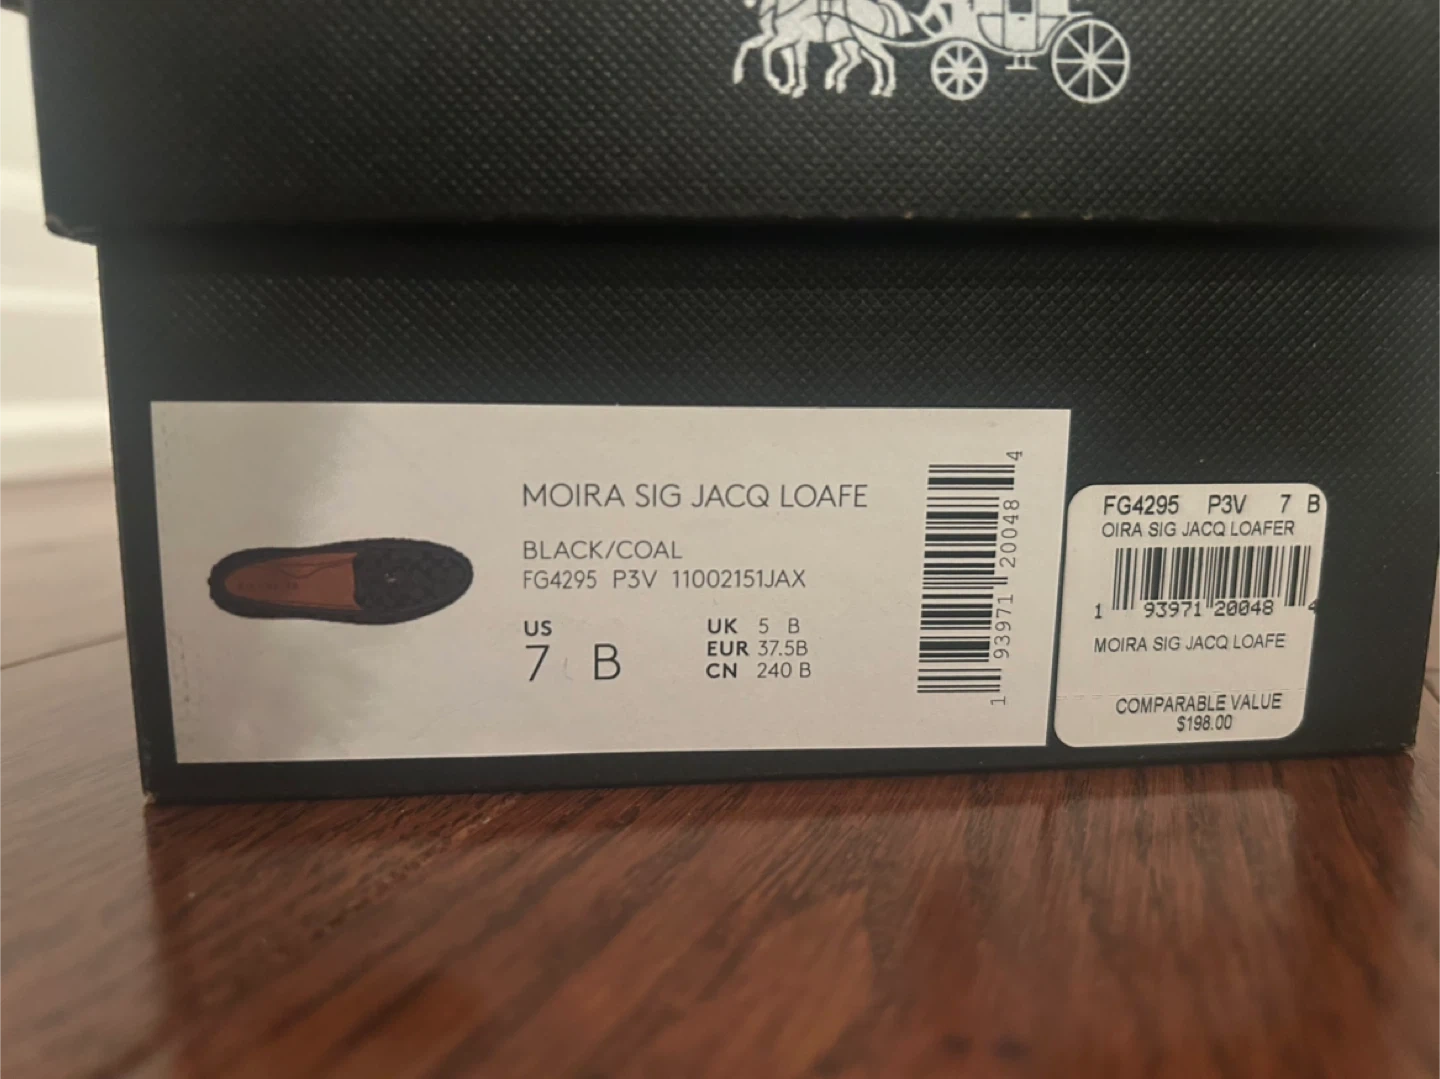 MOIRA SIG JACQ LOAFE
BLACK/COAL
FG4295 P3V 11002151JAX
US
7 B
UK 5 B
EUR 37.5B
CN 240 B
1 93971 20048 4
FG4295 P3V 7 B
OIRA SIG JACQ LOAFER
1 93971 20048 4
MOIRA SIG JACQ LOAFE
COMPARABLE VALUE
$198.00